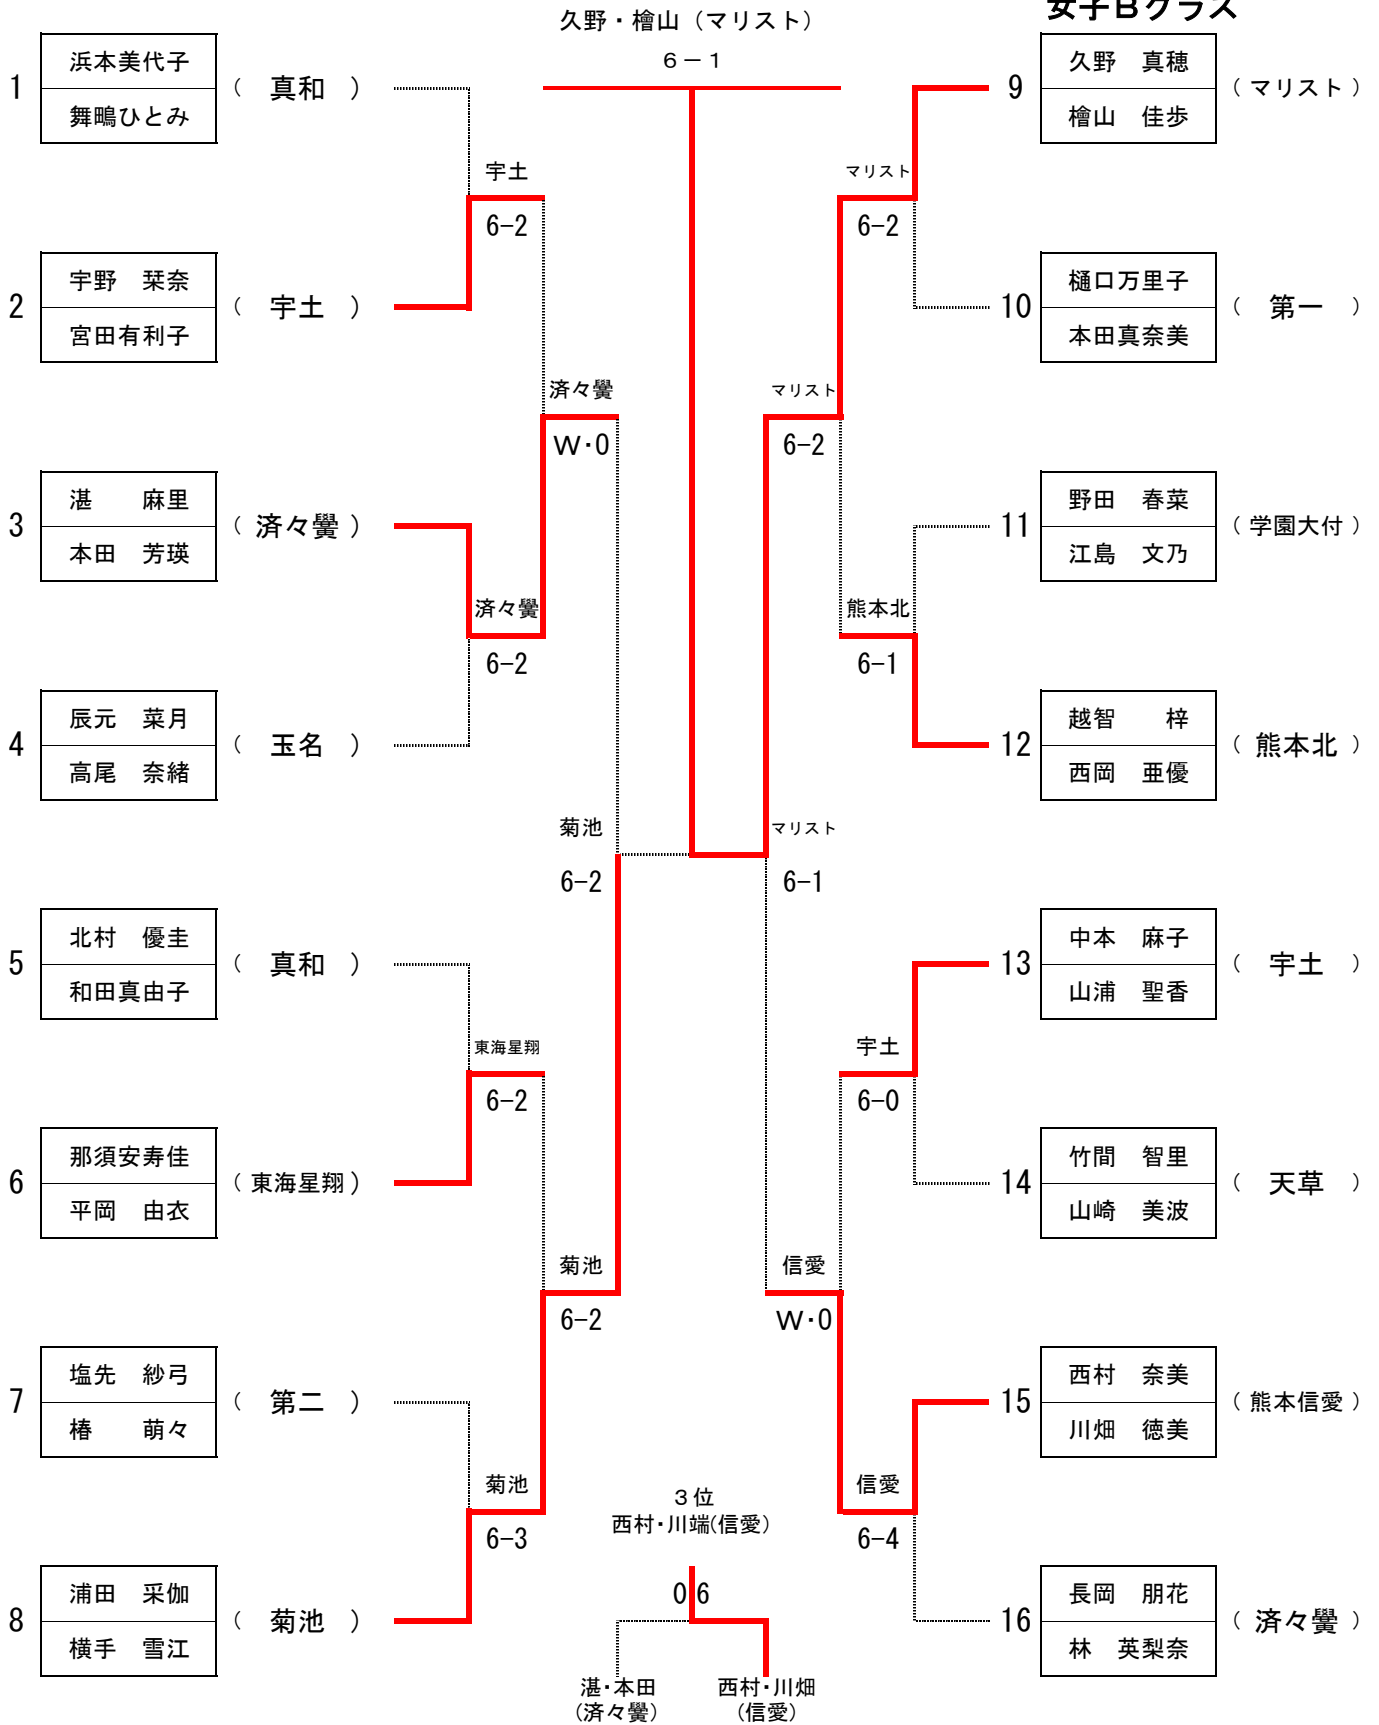 女子Bクラス
久野・檜山（マリスト）
６－１
1
浜本美代子
舞鴫ひとみ
（ 真和 ）
2
宇野 栞奈
宮田有利子
（ 宇土 ）
3
湛 麻里
本田 芳瑛
（ 済々黌 ）
4
辰元 菜月
高尾 奈緒
（ 玉名 ）
5
北村 優圭
和田真由子
（ 真和 ）
6
那須安寿佳
平岡 由衣
（ 東海星翔 ）
7
塩先 紗弓
椿 萌々
（ 第二 ）
8
浦田 采伽
横手 雪江
（ 菊池 ）
宇土
6-2
済々黌
6-2
東海星翔
6-2
菊池
6-3
済々黌
W・0
菊池
6-2
菊池
6-2
マリスト
6-1
マリスト
6-2
信愛
W・0
マリスト
6-2
熊本北
6-1
宇土
6-0
信愛
6-4
9
久野 真穂
檜山 佳歩
（ マリスト ）
10
樋口万里子
本田真奈美
（ 第一 ）
11
野田 春菜
江島 文乃
（ 学園大付 ）
12
越智 梓
西岡 亜優
（ 熊本北 ）
13
中本 麻子
山浦 聖香
（ 宇土 ）
14
竹間 智里
山崎 美波
（ 天草 ）
15
西村 奈美
川畑 徳美
（ 熊本信愛 ）
16
長岡 朋花
林 英梨奈
（ 済々黌 ）
３位
西村・川端(信愛)
0 6
湛・本田
(済々黌)
西村・川畑
(信愛)